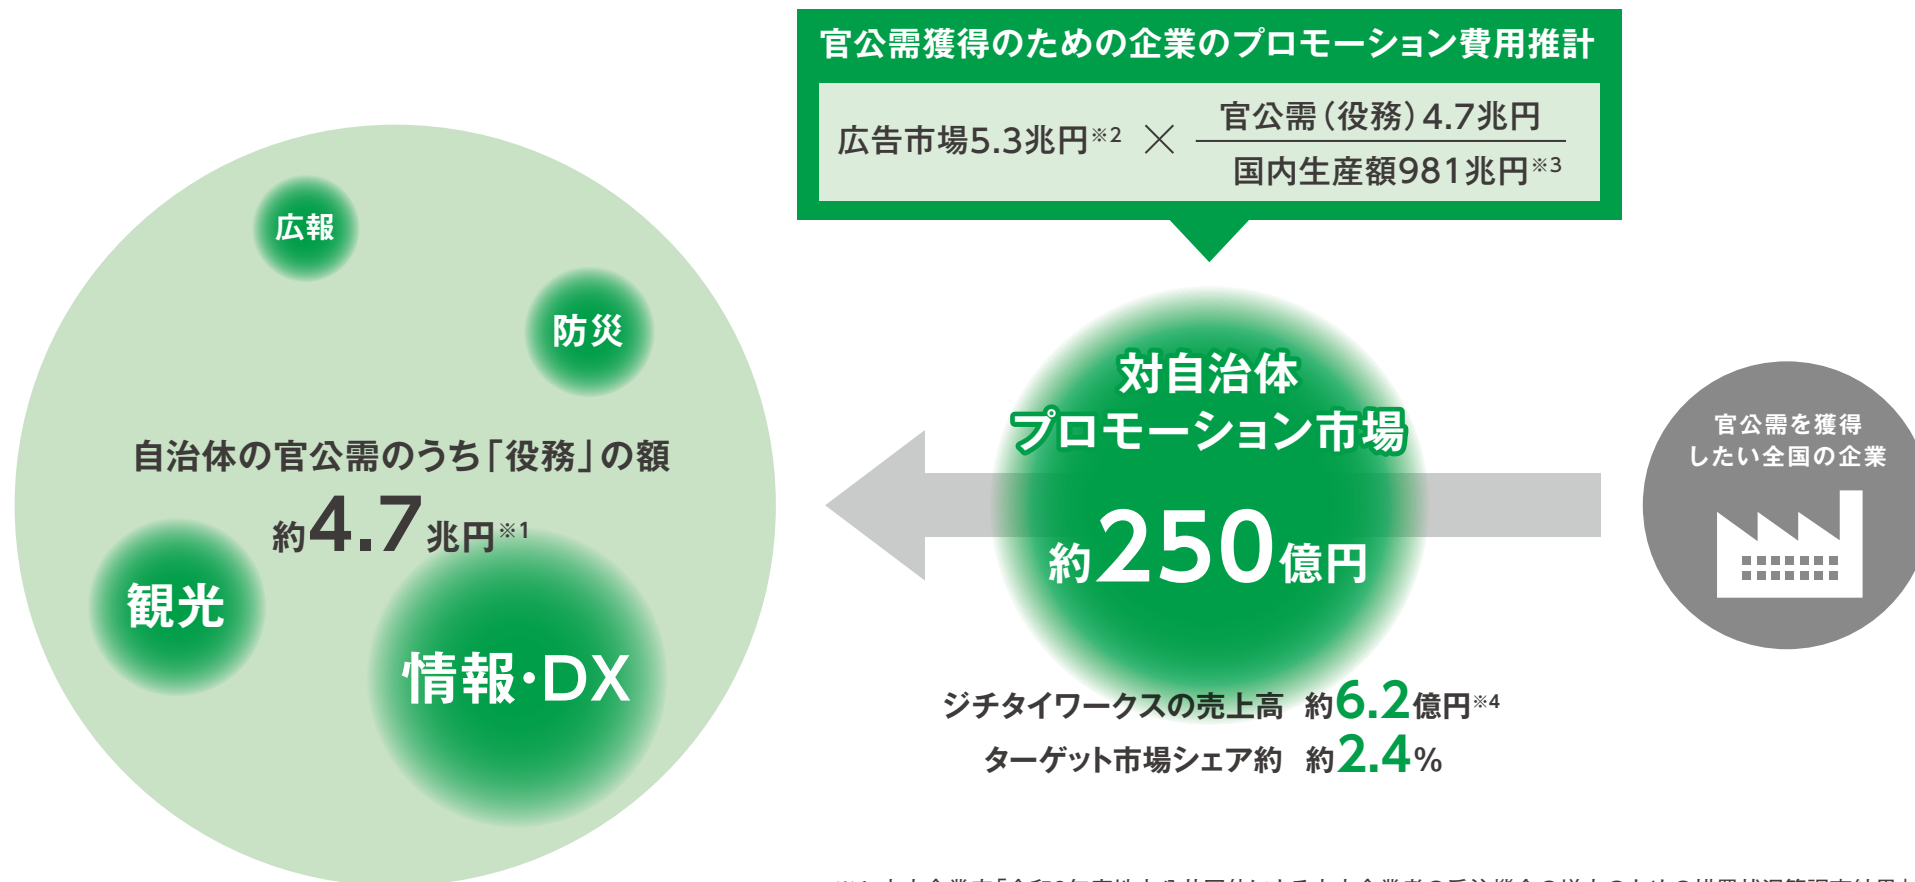 官公需獲得のための企業のプロモーション費用推計
広告市場5.3兆円※2 × 官公需（役務）4.7兆円
国内生産額981兆円※3
広報
防災
自治体の官公需のうち「役務」の額
約4.7兆円※1
観光
情報・DX
対自治体
プロモーション市場
約250億円
官公需を獲得
したい全国の企業
ジチタイワークスの売上高 約6.2億円※4
ターゲット市場シェア約 約2.4%